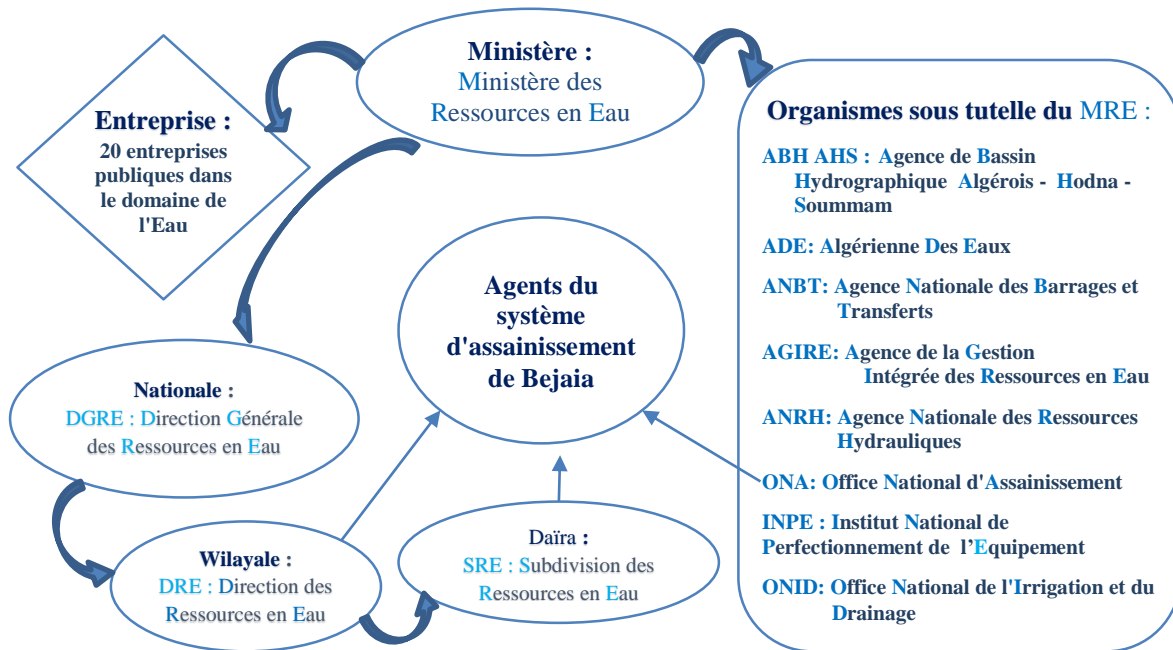 Ministère :
Ministère des
Ressources en Eau
Entreprise :
20 entreprises
publiques dans
le domaine de
l'Eau
Organismes sous tutelle du MRE :
ABH AHS : Agence de Bassin
Hydrographique Algérois - Hodna -
Soummam
ADE: Algérienne Des Eaux
ANBT: Agence Nationale des Barrages et
Transferts
AGIRE: Agence de la Gestion
Intégrée des Ressources en Eau
ANRH: Agence Nationale des Ressources
Hydrauliques
ONA: Office National d'Assainissement
INPE : Institut National de
Perfectionnement de l’Equipement
ONID: Office National de l'Irrigation et du
Drainage
Agents du
système
d'assainissement
de Bejaia
Nationale :
DGRE : Direction Générale
des Ressources en Eau
Wilayale :
DRE : Direction des
Ressources en Eau
Daïra :
SRE : Subdivision des
Ressources en Eau